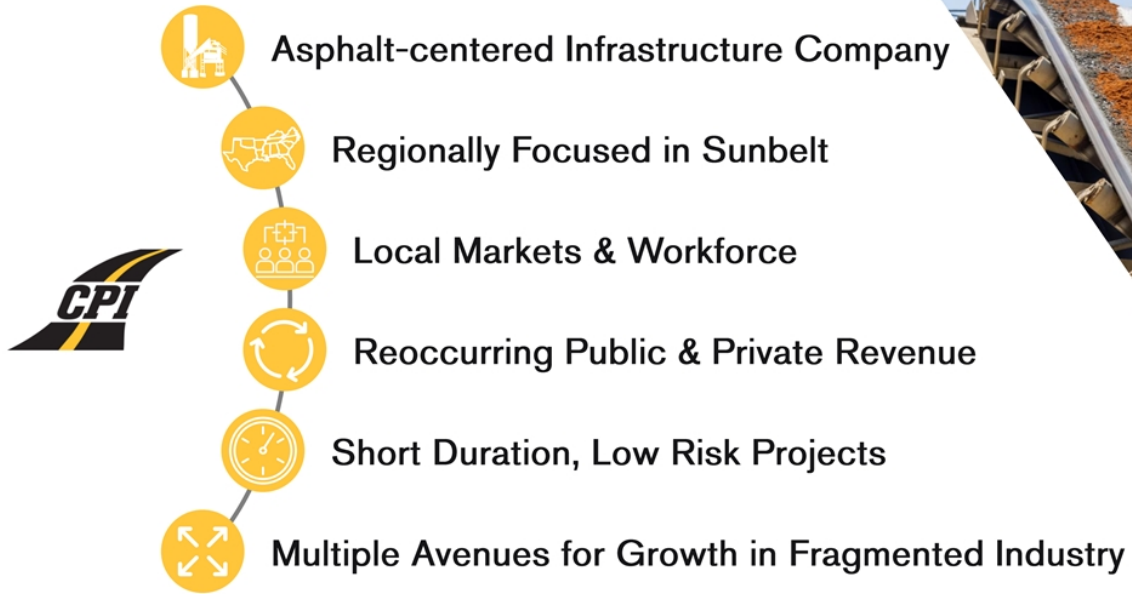 Asphalt-centered Infrastructure Company
Regionally Focused in Sunbelt
Local Markets & Workforce
CPI
Reoccurring Public & Private Revenue
Short Duration, Low Risk Projects
Multiple Avenues for Growth in Fragmented Industry